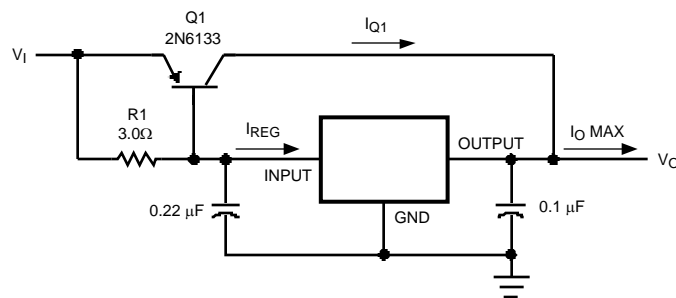 Q1
2N6133
IQ1
VI
R1
3.0Ω
IREG
INPUT
OUTPUT
IO MAX
VO
0.22 μF
GND
0.1 μF